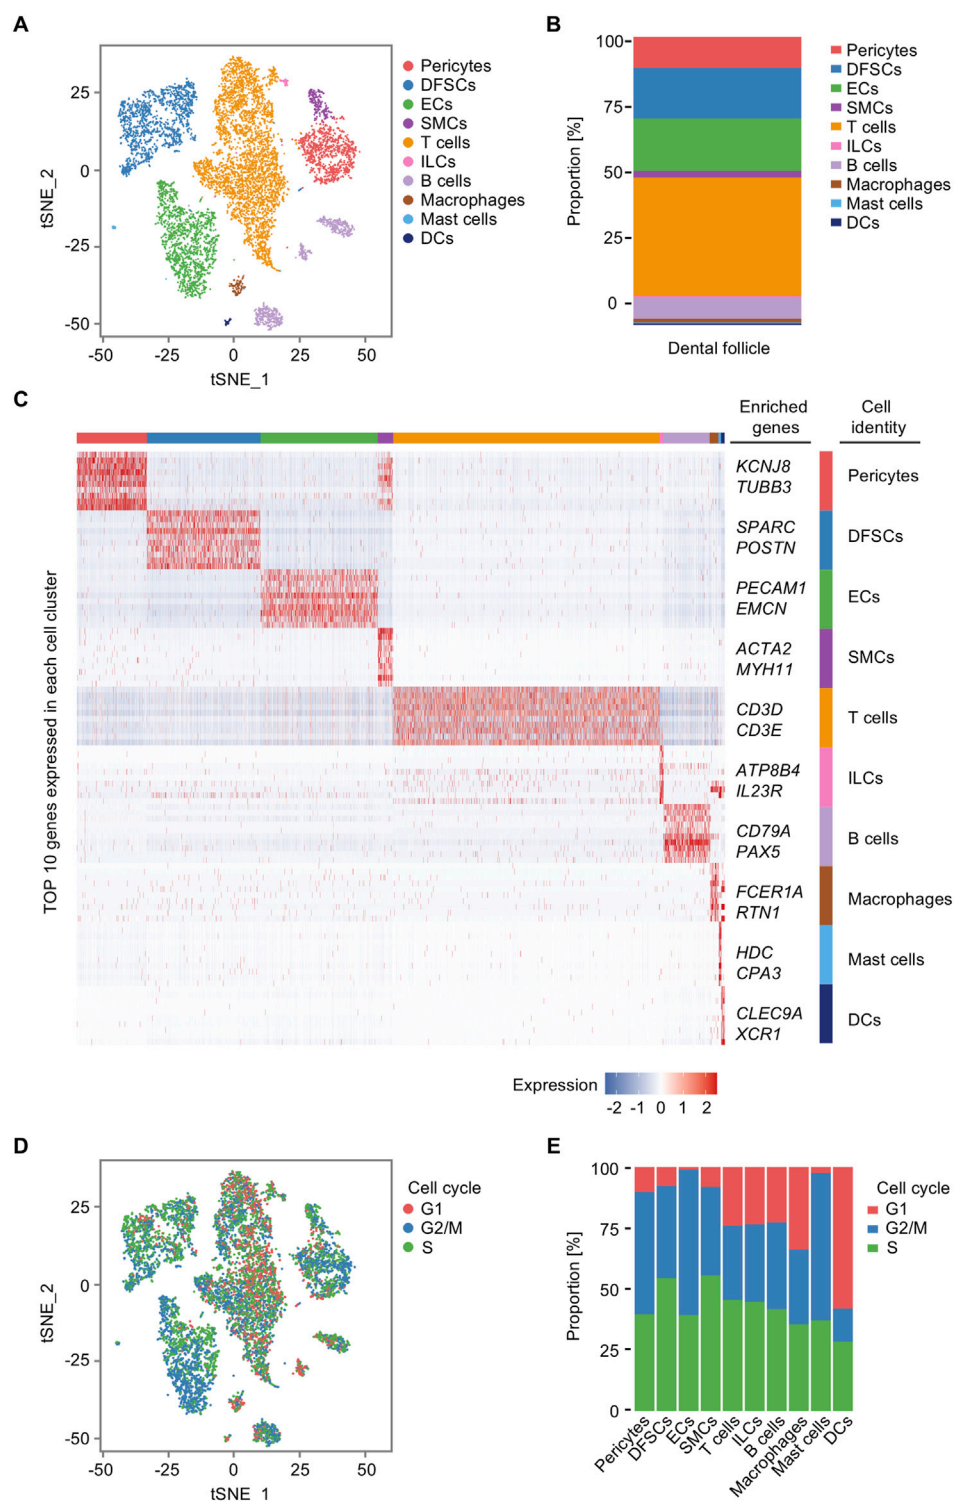 A
25
0
-25
-50
tSNE_2
-50
-25
0
25
50
tSNE_1
Pericytes
DFSCs
ECs
SMCs
T cells
ILCs
B cells
Macrophages
Mast cells
DCs
B
100
75
50
25
0
Proportion [%]
Dental follicle
Pericytes
DFSCs
ECs
SMCs
T cells
ILCs
B cells
Macrophages
Mast cells
DCs
C
Enriched
genes
Cell
identity
TOP 10 genes expressed in each cell cluster
KCNJ8
TUBB3
Pericytes
SPARC
POSTN
DFSCs
PECAM1
EMCN
ECs
ACTA2
MYH11
SMCs
CD3D
CD3E
T cells
ATP8B4
IL23R
ILCs
CD79A
PAX5
B cells
FCER1A
RTN1
Macrophages
HDC
CPA3
Mast cells
CLEC9A
XCR1
DCs
Expression
-2 -1 0 1 2
D
25
0
-25
-50
tSNE_2
-50
-25
0
25
50
tSNE_1
Cell cycle
G1
G2/M
S
E
100
75
50
25
0
Proportion [%]
Pericytes
DFSCs
ECs
SMCs
T cells
ILCs
B cells
Macrophages
Mast cells
DCs
Cell cycle
G1
G2/M
S